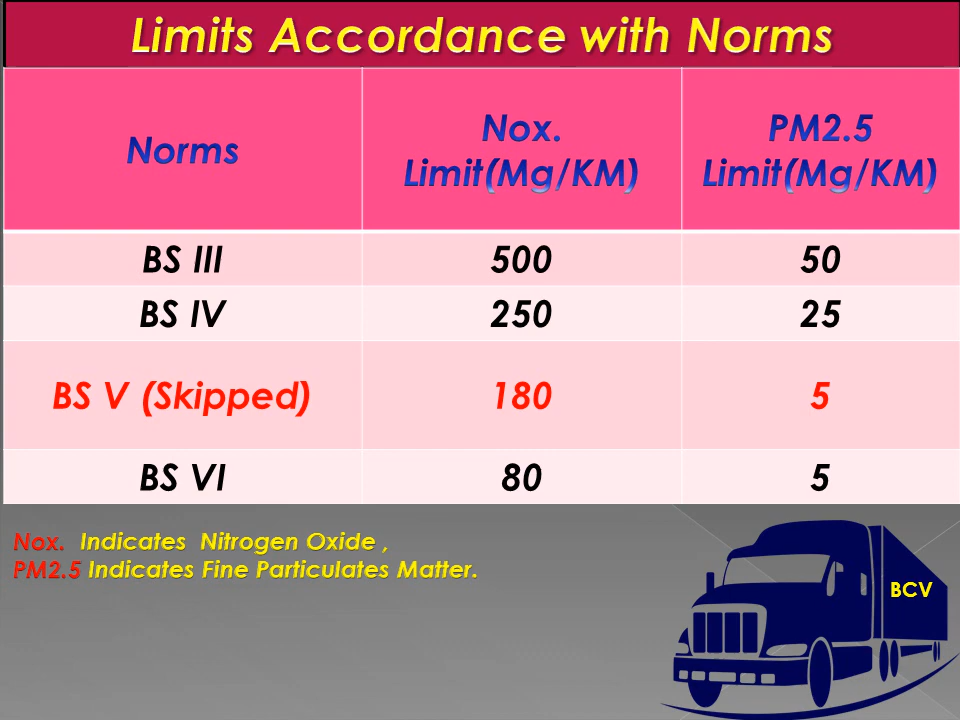 Limits Accordance with Norms
Norms
Nox.
Limit(Mg/KM)
PM2.5
Limit(Mg/KM)
BS III 500 50
BS IV 250 25
BS V (Skipped) 180 5
BS VI 80 5
Nox. Indicates Nitrogen Oxide ,
PM2.5 Indicates Fine Particulates Matter.
BCV